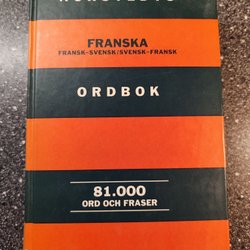 FRANSKA
FRANSK–SVENSK/SVENSK–FRANSK
ORDBOK
81.000
ORD OCH FRASER